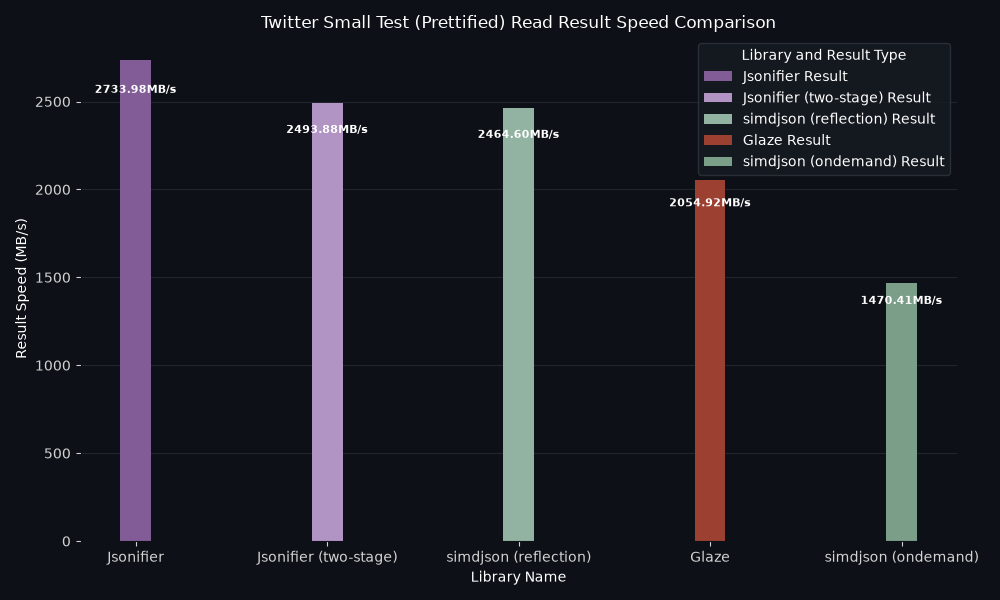 Twitter Small Test (Prettified) Read Result Speed Comparison
Library and Result Type
Jsonifier Result
Jsonifier (two-stage) Result
simdjson (reflection) Result
Glaze Result
simdjson (ondemand) Result
Result Speed (MB/s)
2500
2000
1500
1000
500
0
2733.98MB/s
2493.88MB/s
2464.60MB/s
2054.92MB/s
1470.41MB/s
Jsonifier
Jsonifier (two-stage)
simdjson (reflection)
Glaze
simdjson (ondemand)
Library Name